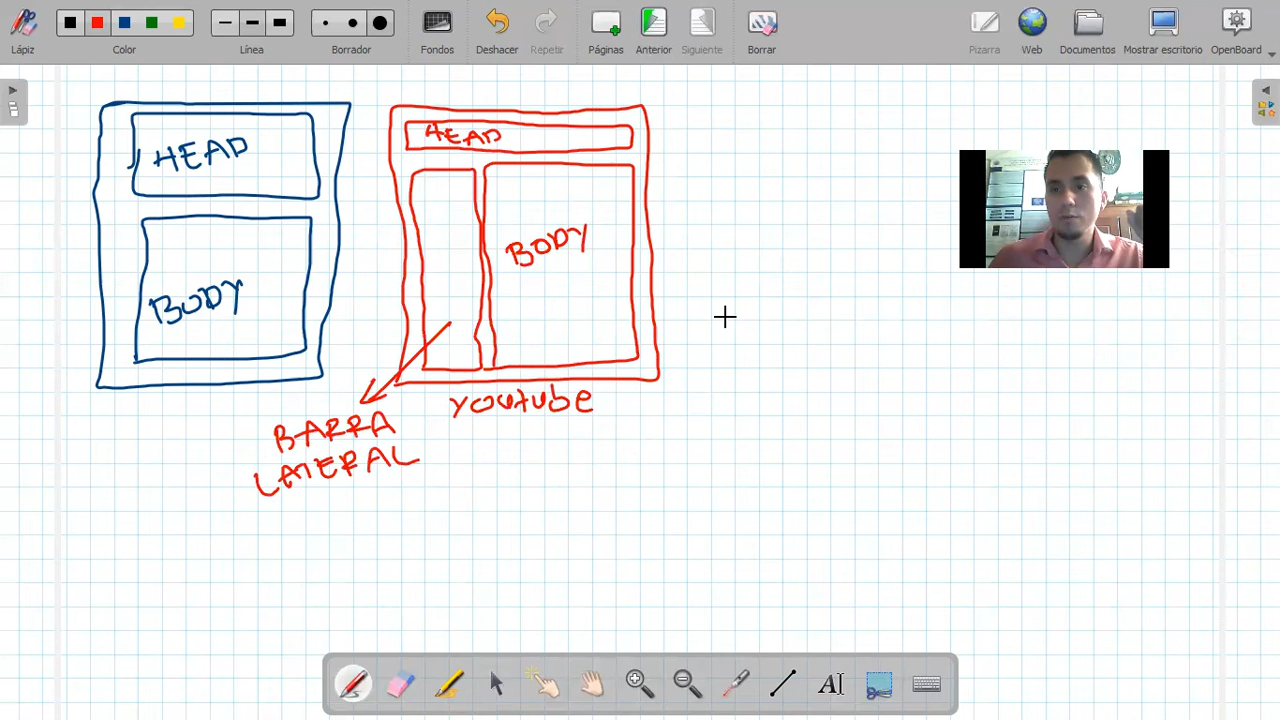 Lápiz
Color
Línea
Borrador
Fondos
Deshacer
Repetir
Páginas
Anterior
Siguiente
Borrar
Pizarra
Web
Documentos
Mostrar escritorio
OpenBoard
HEAD
BODY
HEAD
BODY
youtube
BARRA
LATERAL
AI